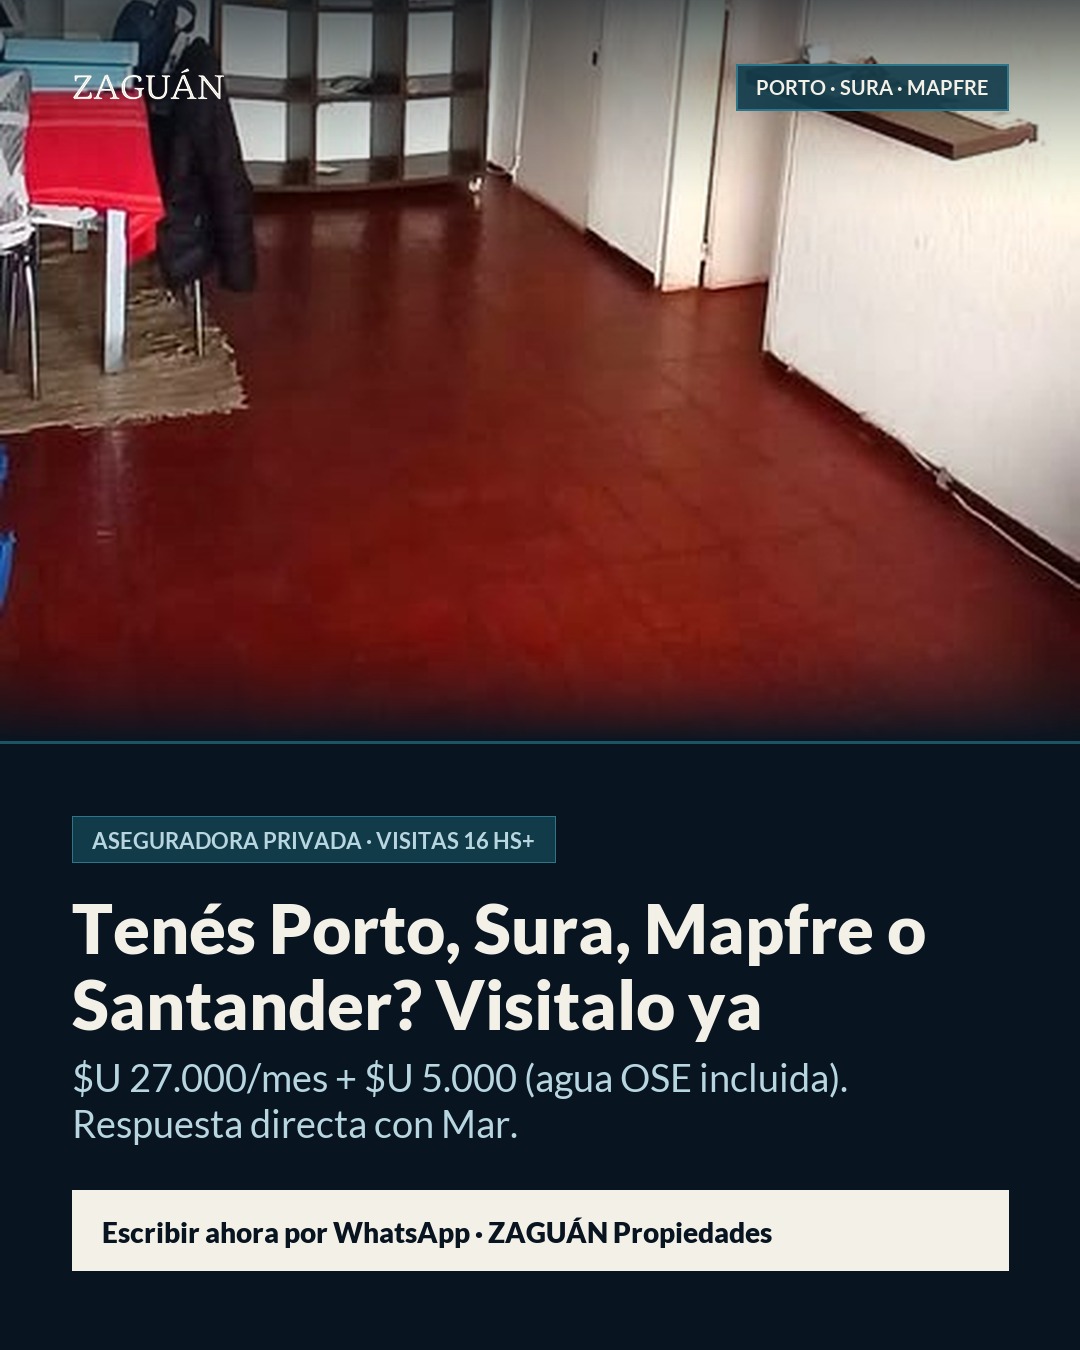 ZAGUÁN
PORTO · SURA · MAPFRE
ASEGURADORA PRIVADA · VISITAS 16 HS+
Tenés Porto, Sura, Mapfre o
Santander? Visitalo ya
$U 27.000/mes + $U 5.000 (agua OSE incluida).
Respuesta directa con Mar.
Escribir ahora por WhatsApp · ZAGUÁN Propiedades